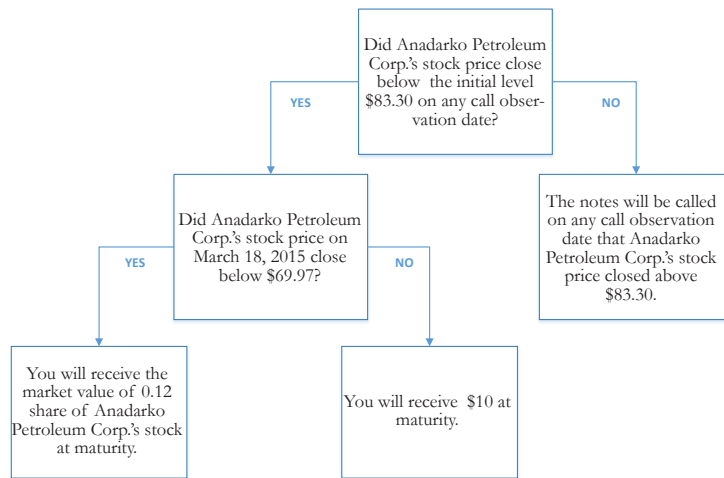 Did Anadarko Petroleum
Corp.'s stock price close
below the initial level
$83.30 on any call obser-
vation date?
YES
NO
Did Anadarko Petroleum
Corp.'s stock price on
March 18, 2015 close
below $69.97?
The notes will be called
on any call observation
date that Anadarko
Petroleum Corp.'s stock
price closed above
$83.30.
YES
NO
You will receive the
market value of 0.12
share of Anadarko
Petroleum Corp.'s stock
at maturity.
You will receive $10 at
maturity.